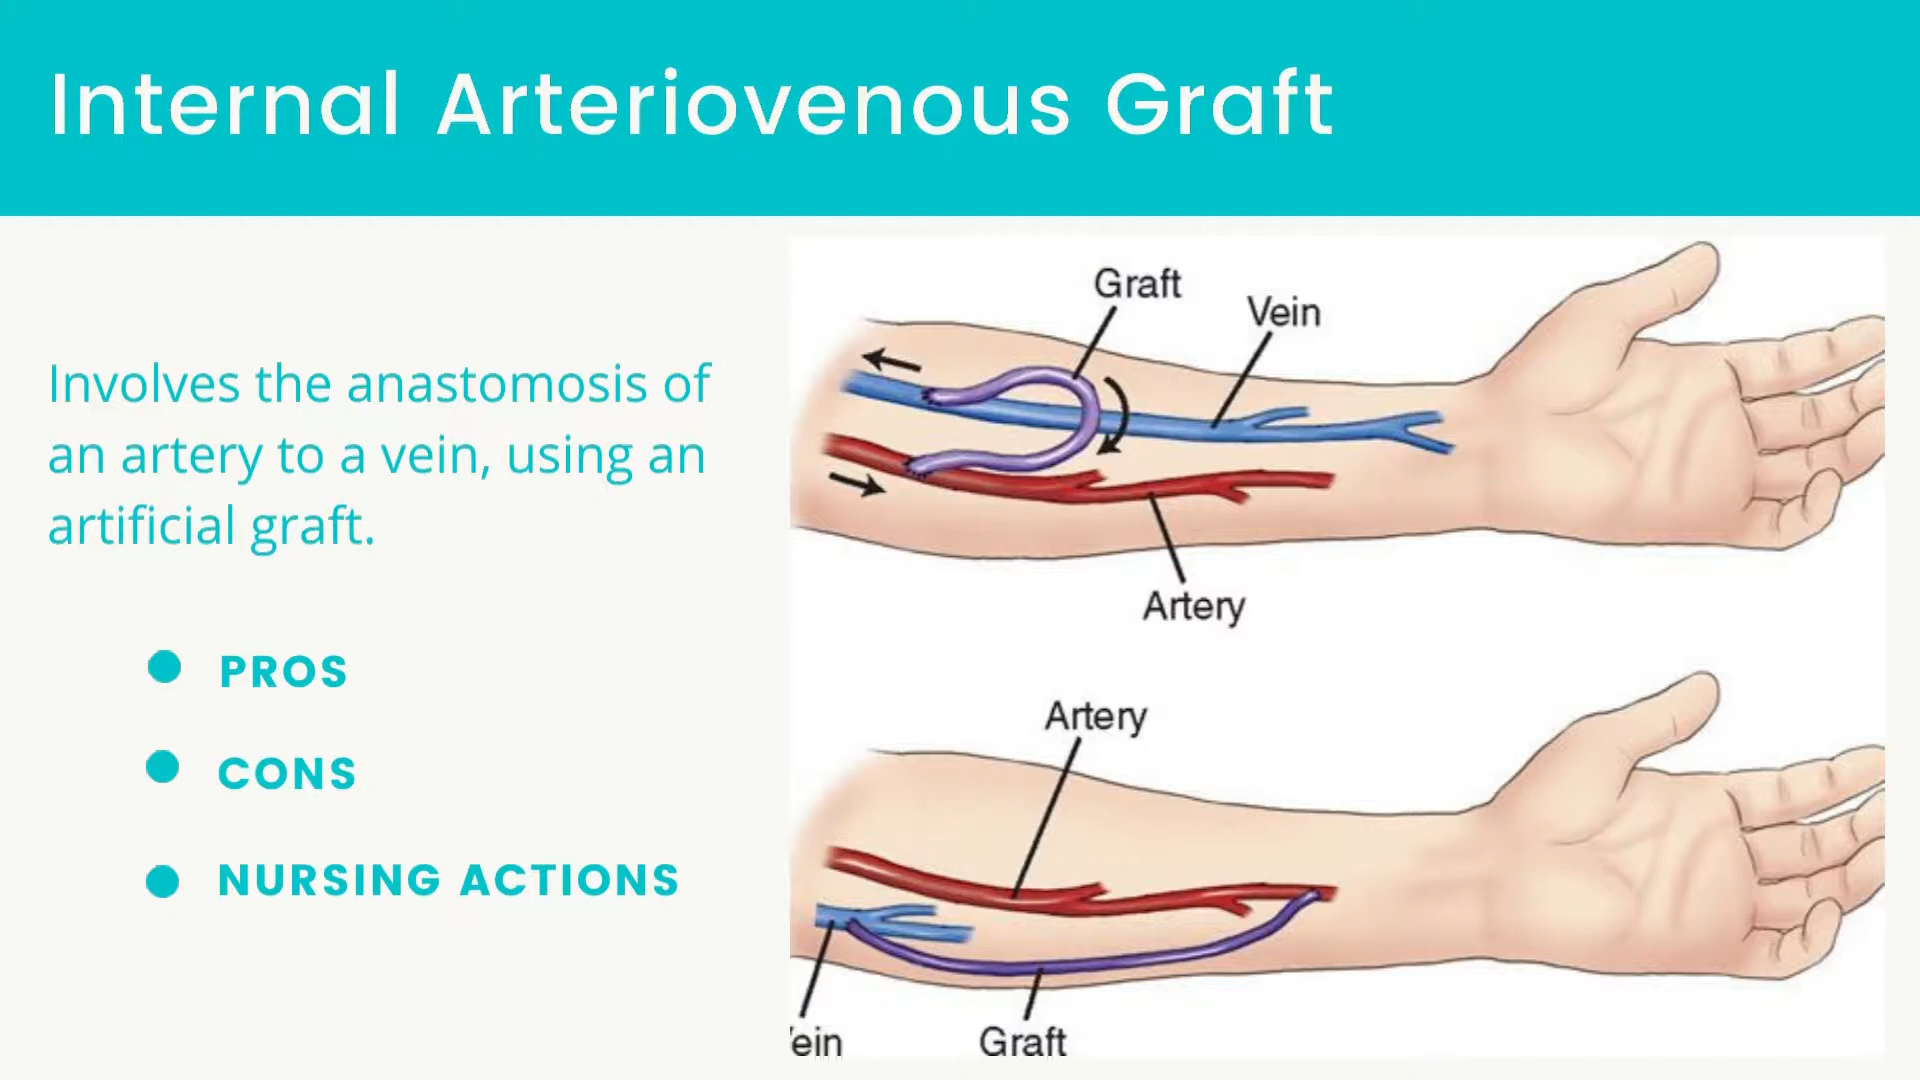 Internal Arteriovenous Graft
Involves the anastomosis of
an artery to a vein, using an
artificial graft.
PROS
CONS
NURSING ACTIONS
Graft
Vein
Artery
Artery
ein
Graft